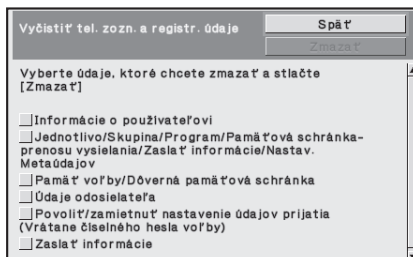 Vyčistiť tel. zozn. a registr. údaje
Späť
Zmazať
Vyberte údaje, ktoré chcete zmazať a stlačte
[Zmazať]
Informácie o použlvateľovi
Jednotlivo/Skupina/Program/Pamäťová schránka-
prenosu vysielania/Zaslať informácie/Nastav.
Metaúdajov
Pamäť voľby/Dôverná pamäťová schránka
Údaje odosielateľa
Povoliť/zamietnuť nastavenie údajov prijatia
(Vrátane čiselného hesla voľby)
Zaslať informácie